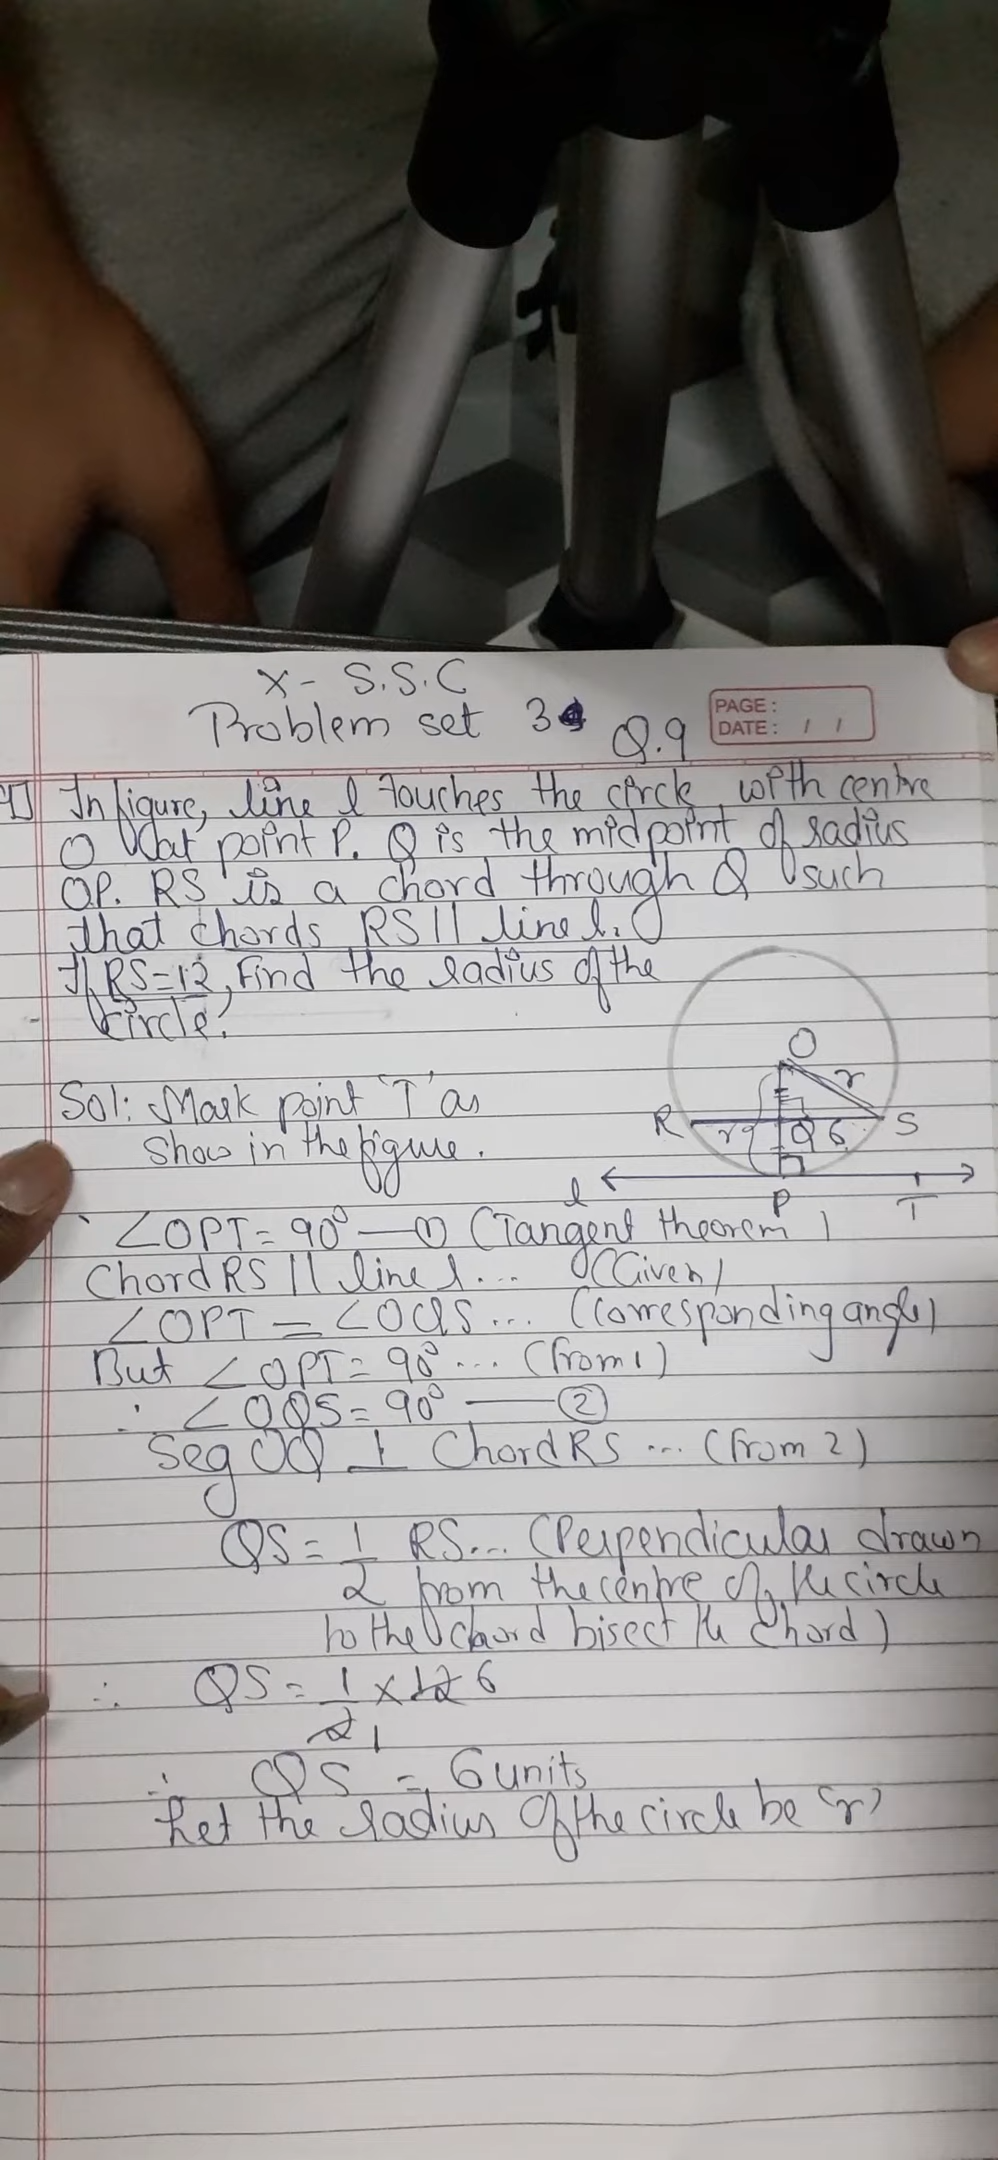 X- S.S.C
Problem set 3
Q.9
PAGE:
DATE: / /
In figure, line l touches the circle with centre
O at point P. Q is the midpoint of radius
OP. RS is a chord through Q such
that chords RS || line l.
If RS=12, Find the radius of the
circle.
O
r
R
Q 6
S
l
P
T
Sol: Mark point 'T' as
Show in the figure.
∠OPT= 90° —① (Tangent theorem)
Chord RS || line l... (Given)
∠OPT = ∠OQS... (Corresponding angle)
But ∠OPT= 90°... (from 1)
∴ ∠OQS= 90° —②
Seg OQ ⊥ Chord RS ... (from 2)
QS = 1/2 RS... (Perpendicular drawn
from the centre of the circle
to the chord bisect the chord)
∴ QS = 1/2 × 12 6
1
∴ QS = 6 units
Let the radius of the circle be 'r'